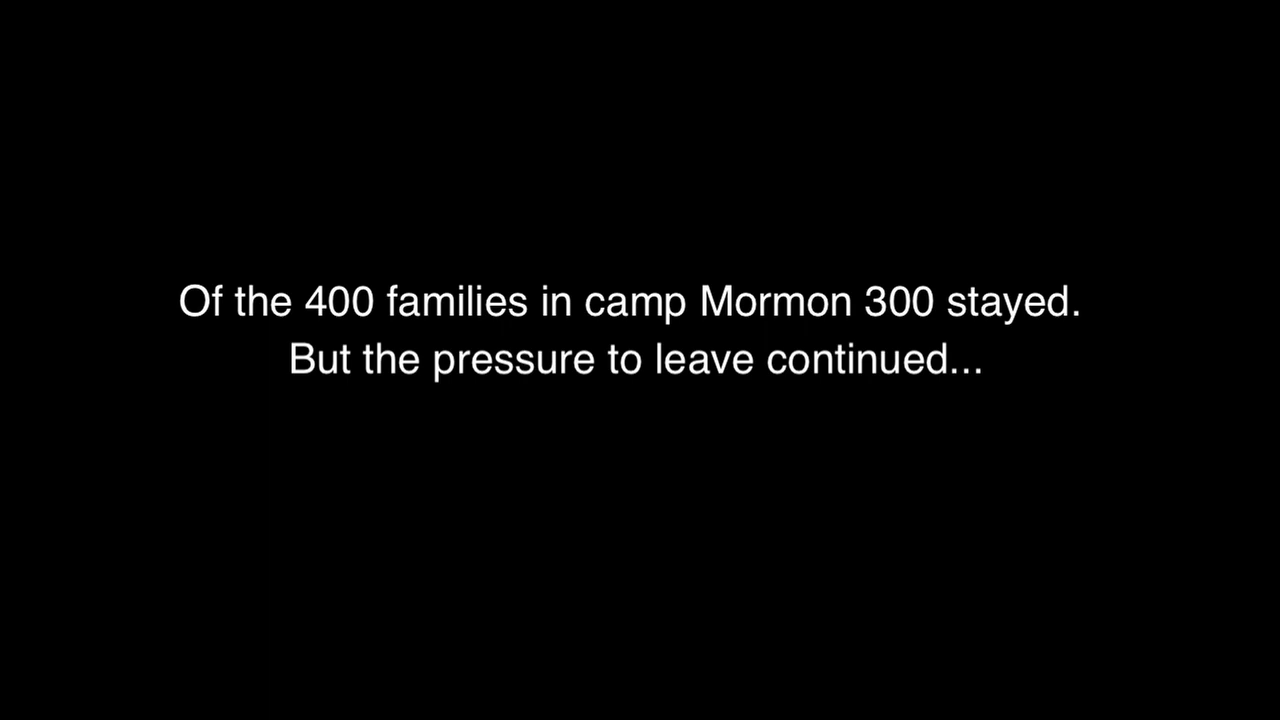 Of the 400 families in camp Mormon 300 stayed.
But the pressure to leave continued...